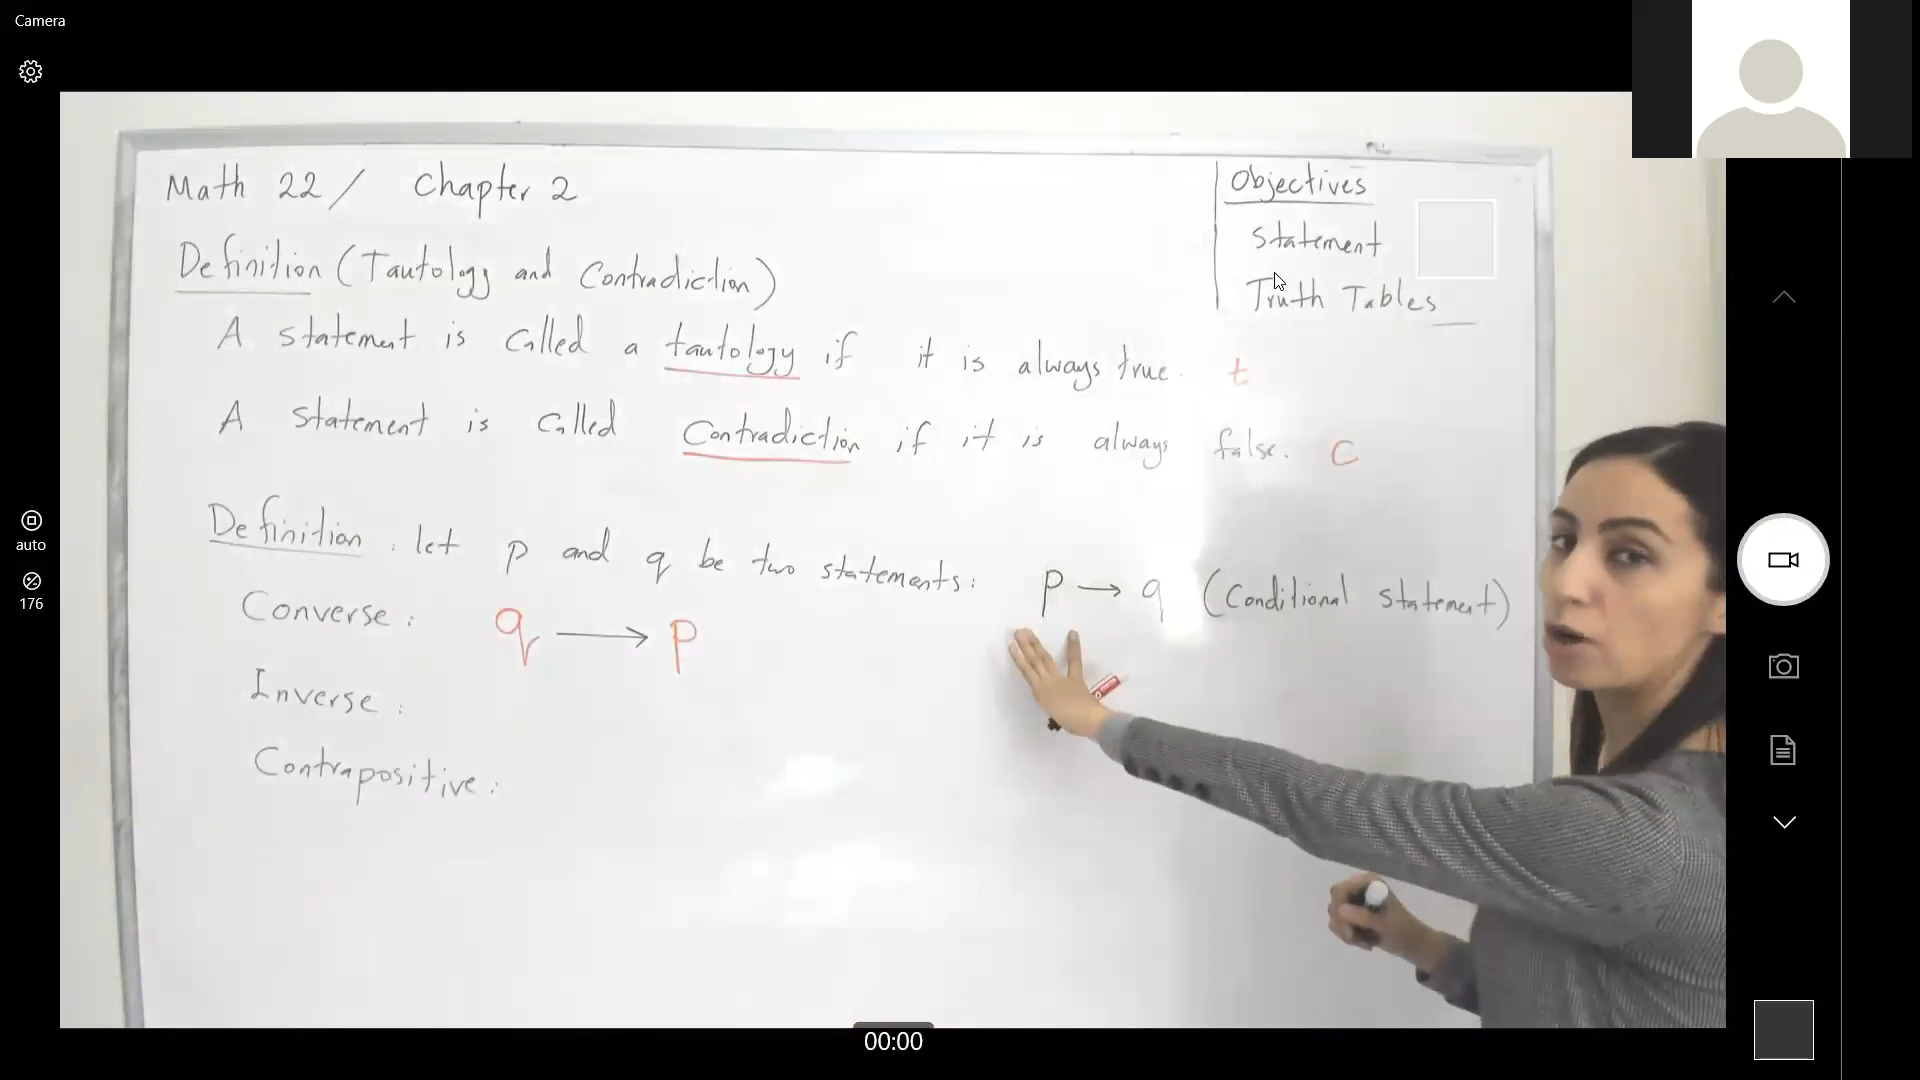 Camera
Math 22 / Chapter 2
Objectives
Statement
Truth Tables
Definition (Tautology and Contradiction)
A statement is called a tautology if it is always true. t
A statement is called Contradiction if it is always false. C
Definition: let p and q be two statements: p → q (Conditional statement)
Converse: q → p
Inverse:
Contrapositive:
auto
176
00:00